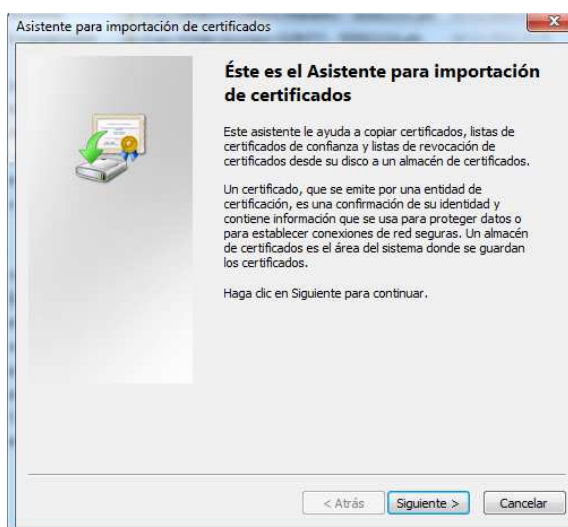 Asistente para importación de certificados
Éste es el Asistente para importación
de certificados
Este asistente le ayuda a copiar certificados, listas de
certificados de confianza y listas de revocación de
certificados desde su disco a un almacén de certificados.
Un certificado, que se emite por una entidad de
certificación, es una confirmación de su identidad y
contiene información que se usa para proteger datos o
para establecer conexiones de red seguras. Un almacén
de certificados es el área del sistema donde se guardan
los certificados.
Haga clic en Siguiente para continuar.
< Atrás Siguiente > Cancelar